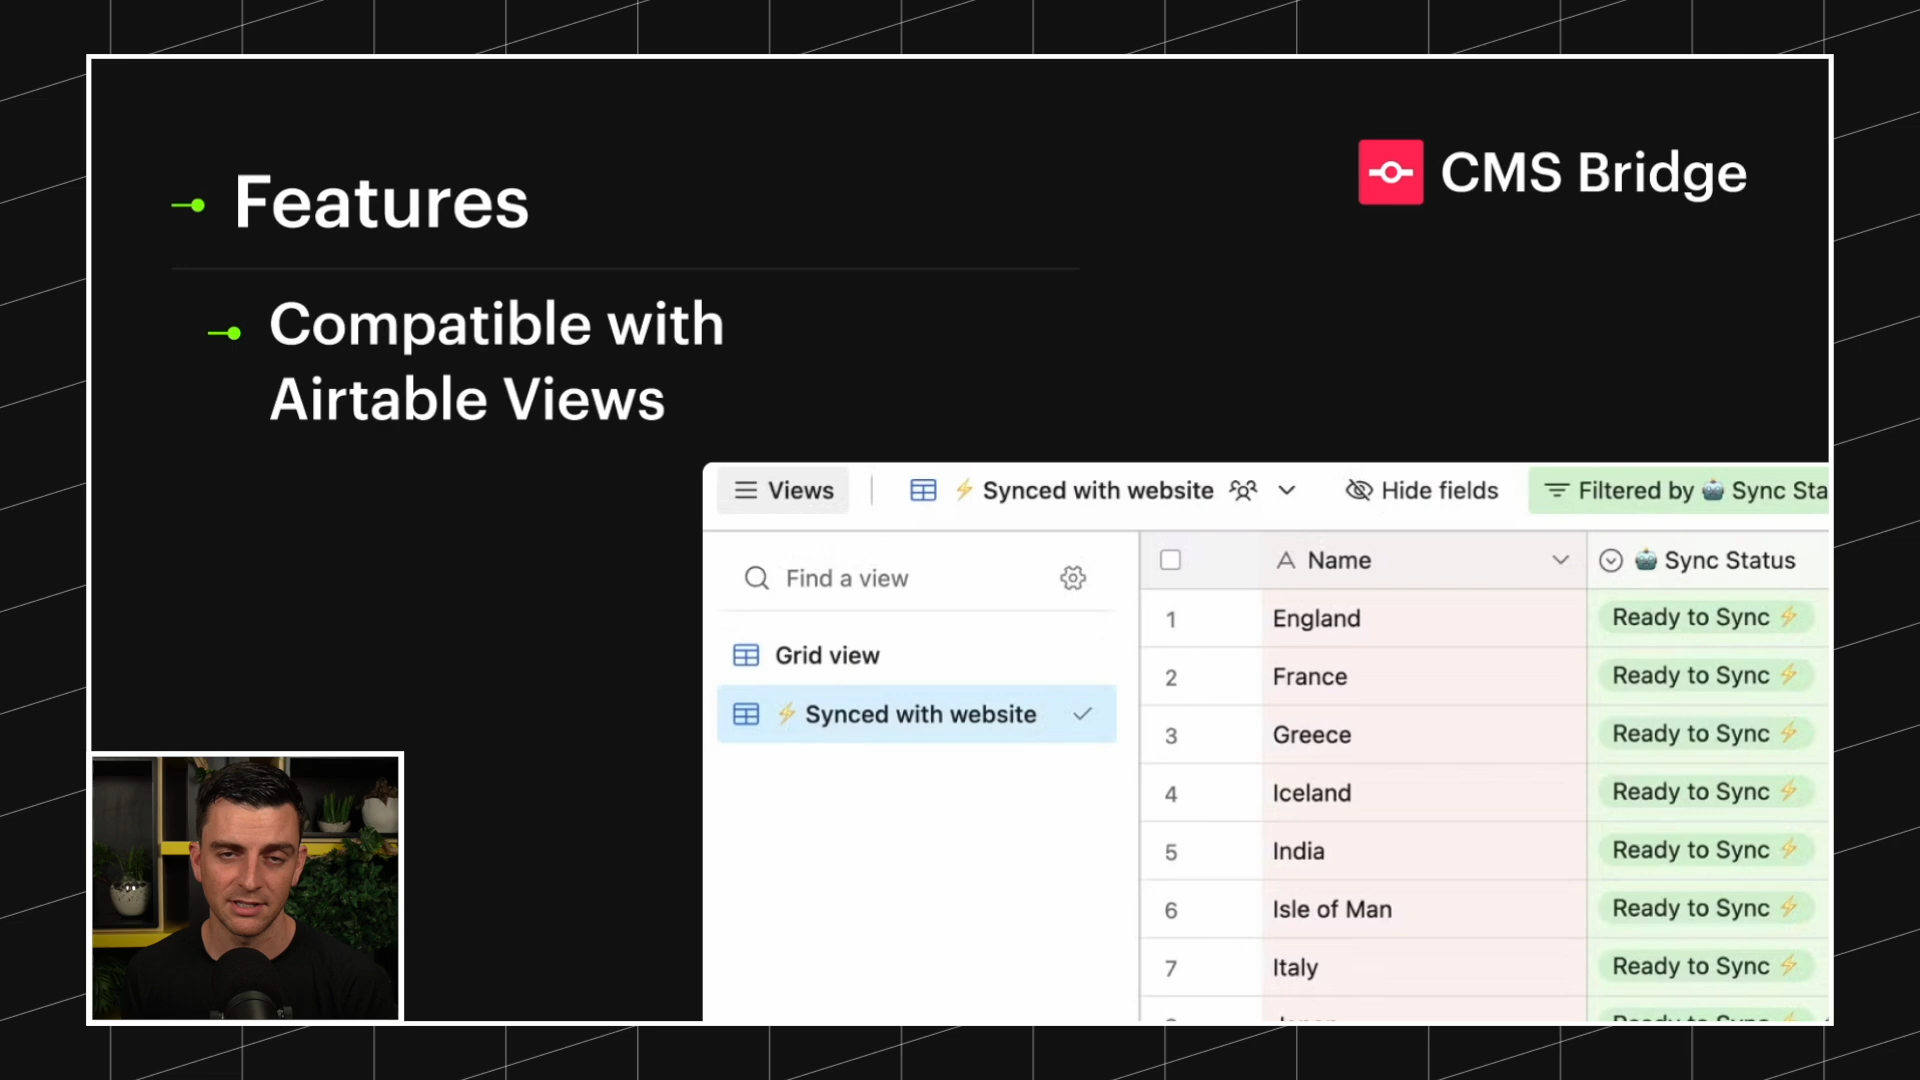 Features
CMS Bridge
Compatible with
Airtable Views
Views
⚡ Synced with website
Hide fields
Filtered by 🤖 Sync Sta
Find a view
Name
🤖 Sync Status
Grid view
⚡ Synced with website
1 England Ready to Sync ⚡
2 France Ready to Sync ⚡
3 Greece Ready to Sync ⚡
4 Iceland Ready to Sync ⚡
5 India Ready to Sync ⚡
6 Isle of Man Ready to Sync ⚡
7 Italy Ready to Sync ⚡